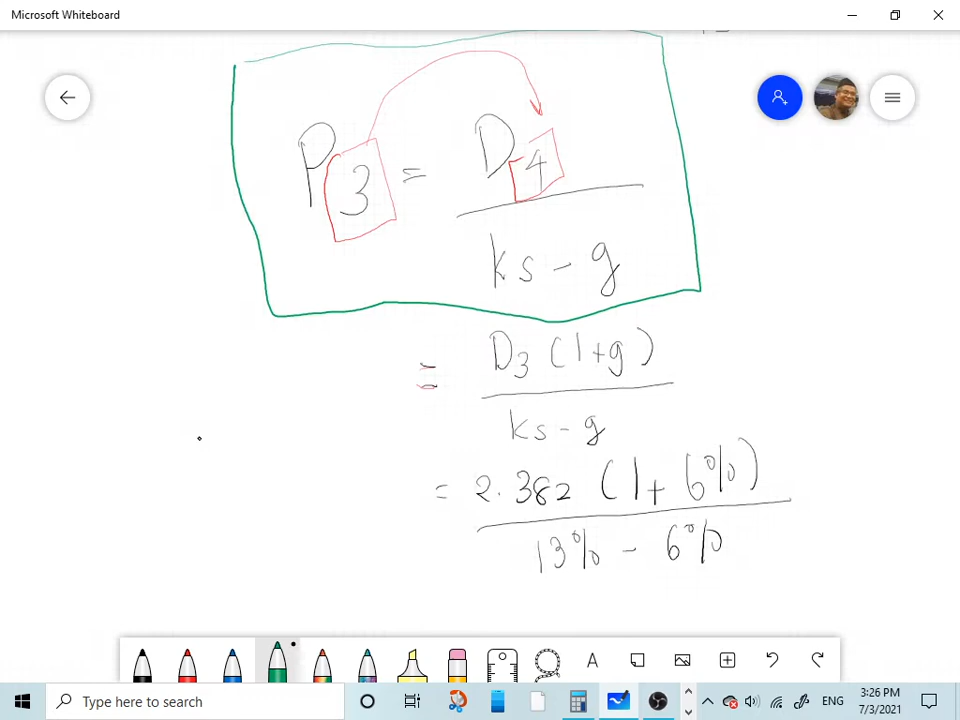 Microsoft Whiteboard
P3 = D4
ks - g
= D3 (1+g)
ks - g
= 2.382 (1 + 6%)
13% - 6%
A
Type here to search
ENG
3:26 PM
7/3/2021